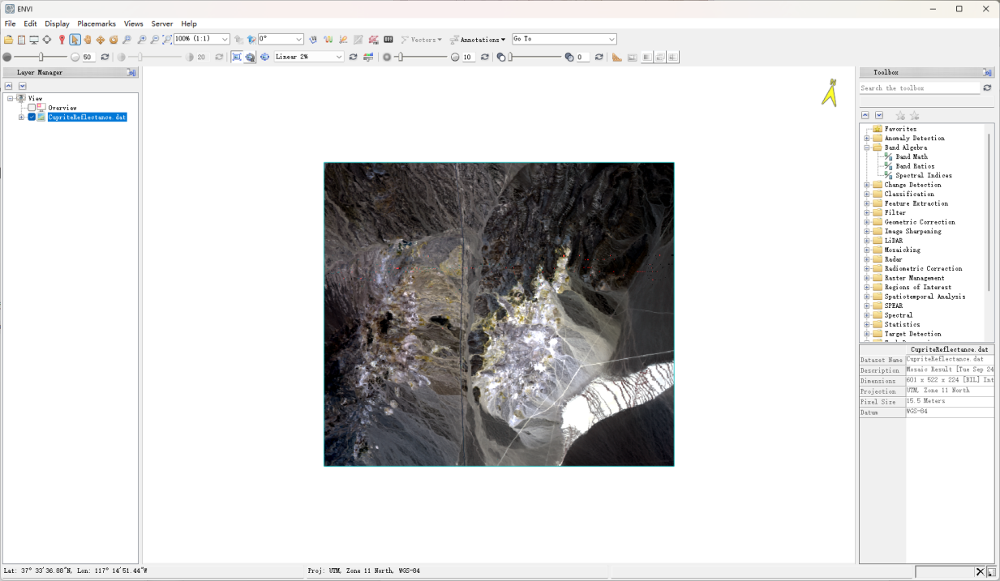 ENVI
File Edit Display Placemarks Views Server Help
100% (1:1) 0° Vectors Annotations Go To
50 20 Linear 2% 10 0
Layer Manager
View
Overview
CupriteReflectance.dat
Toolbox
Search the toolbox
Favorites
Anomaly Detection
Band Algebra
Band Math
Band Ratios
Spectral Indices
Change Detection
Classification
Feature Extraction
Filter
Geometric Correction
Image Sharpening
LiDAR
Mosaicking
Radar
Radiometric Correction
Raster Management
Regions of Interest
Spatiotemporal Analysis
SPEAR
Spectral
Statistics
Target Detection
CupriteReflectance.dat
Dataset Name CupriteReflectance.dat
Description Mosaic Result [Tue Sep 24
Dimensions 601 x 522 x 224 [BIL] Int
Projection UTM, Zone 11 North
Pixel Size 15.5 Meters
Datum WGS-84
Lat: 37° 33'36.88"N, Lon: 117° 14'51.44"W Proj: UTM, Zone 11 North, WGS-84